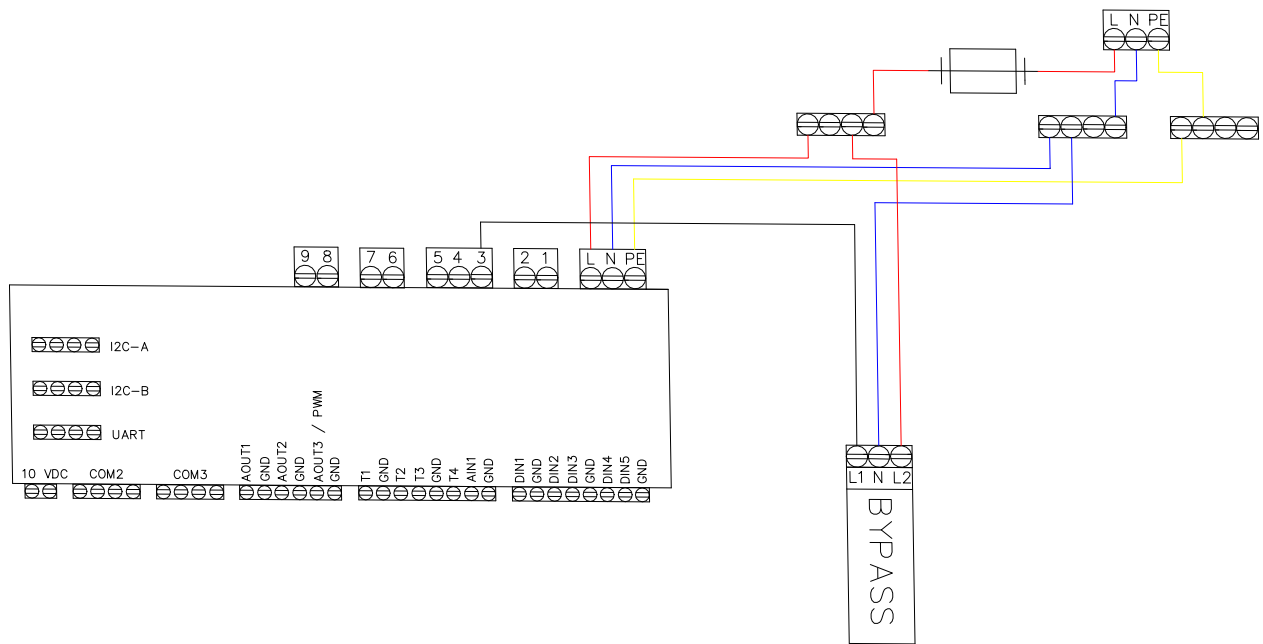 L N PE
9 8 7 6 5 4 3 2 1 L N PE
I2C-A
I2C-B
UART
10 VDC COM2 COM3
AOUT1
GND
AOUT2
GND
AOUT3 / PWM
GND
T1
GND
T2
T3
GND
T4
AIN1
GND
DIN1
GND
DIN2
DIN3
GND
DIN4
DIN5
GND
L1 N L2
BYPASS